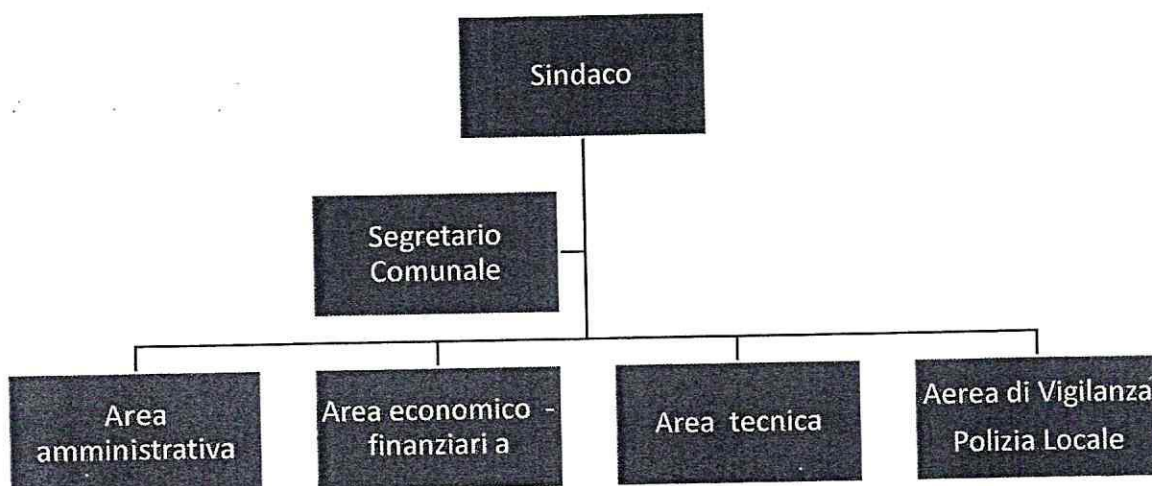 Sindaco
Segretario
Comunale
Area
amministrativa
Area economico -
finanziari a
Area tecnica
Aerea di Vigilanza
Polizia Locale